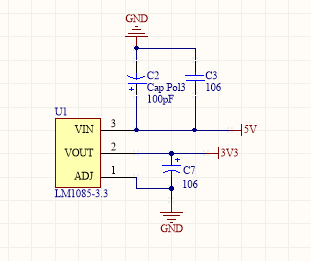 GND
C2
Cap Pol3
100pF
C3
106
U1
VIN
3
5V
VOUT
2
3V3
ADJ
1
C7
106
LM1085-3.3
GND